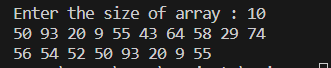 Enter the size of array : 10
50 93 20 9 55 43 64 58 29 74
56 54 52 50 93 20 9 55